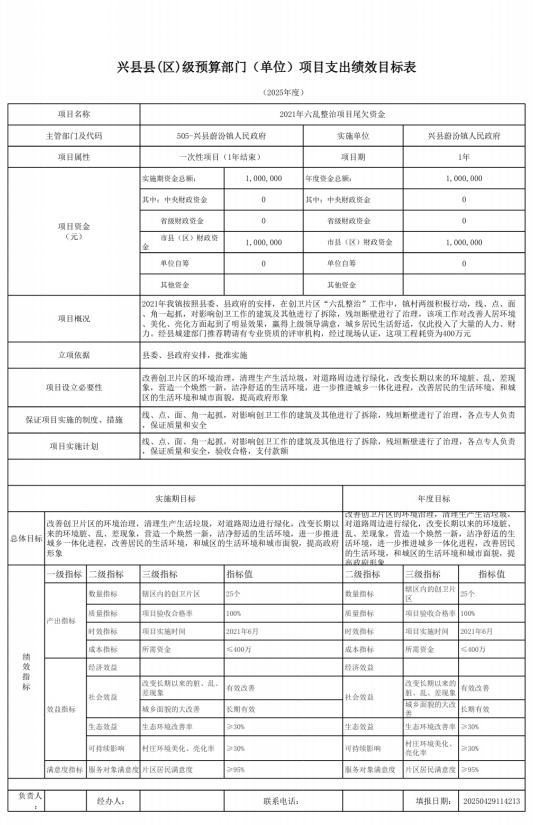 兴县县(区)级预算部门（单位）项目支出绩效目标表
（2025年度）
项目名称 2021年六乱整治项目尾欠资金
主管部门及代码 505-兴县蔚汾镇人民政府 实施单位 兴县蔚汾镇人民政府
项目属性 一次性项目（1年结束） 项目期 1年
项目资金
（元）
实施期资金总额： 1,000,000 年度资金总额： 1,000,000
其中：中央财政资金 0 其中：中央财政资金 0
省级财政资金 0 省级财政资金 0
市县（区）财政资
金 1,000,000 市县（区）财政资金 1,000,000
单位自筹 0 单位自筹 0
其他资金 其他资金
项目概况
2021年我镇按照县委、县政府的安排，在创卫片区“六乱整治”工作中，镇村两级积极行动，线、点、面
、角一起抓，对影响创卫工作的建筑及其他进行了拆除，残垣断壁进行了治理，该项工作对改善人居环境
、美化、亮化方面起到了明显效果，赢得上级领导满意，城乡居民生活舒适，仅此投入了大量的人力、财
力。经县城建部门推荐聘请有专业资质的评审机构，经过现场认证，这项工程耗资为400万元
立项依据 县委、县政府安排，批准实施
项目设立必要性
改善创卫片区的环境治理，清理生产生活垃圾，对道路周边进行绿化，改变长期以来的环境脏、乱、差现
象，营造一个焕然一新，洁净舒适的生活环境，进一步推进城乡一体化进程，改善居民的生活环境，和城
区的生活环境和城市面貌，提高政府形象
保证项目实施的制度、措施
线、点、面、角一起抓，对影响创卫工作的建筑及其他进行了拆除，残垣断壁进行了治理，各点专人负责
，保证质量和安全
项目实施计划
线、点、面、角一起抓，对影响创卫工作的建筑及其他进行了拆除，残垣断壁进行了治理，各点专人负责
，保证质量和安全，验收合格，支付款额
实施期目标 年度目标
总体目标
改善创卫片区的环境治理，清理生产生活垃圾，对道路周边进行绿化，改变长期以
来的环境脏、乱、差现象，营造一个焕然一新，洁净舒适的生活环境，进一步推进
城乡一体化进程，改善居民的生活环境，和城区的生活环境和城市面貌，提高政府
形象
改善创卫片区的环境治理，清理生产生活垃圾，
对道路周边进行绿化，改变长期以来的环境脏、
乱、差现象，营造一个焕然一新，洁净舒适的生
活环境，进一步推进城乡一体化进程，改善居民
的生活环境，和城区的生活环境和城市面貌，提
高政府形象
绩效指标
一级指标 二级指标 三级指标 指标值 二级指标 三级指标 指标值
产出指标
数量指标 辖区内的创卫片区 25个 数量指标 辖区内的创卫片
区 25个
质量指标 项目验收合格率 100% 质量指标 项目验收合格率 100%
时效指标 项目实施时间 2021年6月 时效指标 项目实施时间 2021年6月
成本指标 所需资金 ≤400万 成本指标 所需资金 ≤400万
效益指标
经济效益 经济效益
社会效益 改变长期以来的脏、乱、
差现象 有效改善 社会效益 改变长期以来的
脏、乱、差现象 有效改善
城乡面貌的大改善 长期有效 城乡面貌的大改
善 长期有效
生态效益 生态环境改善率 ≥30% 生态效益 生态环境改善率 ≥30%
可持续影响 村庄环境美化、亮化率 ≥30% 可持续影响 村庄环境美化、
亮化率 ≥30%
满意度指标 服务对象满意度 片区居民满意度 ≥95% 服务对象满意度 片区居民满意度 ≥95%
负责人
： 经办人： 联系电话： 填报日期： 20250429114213